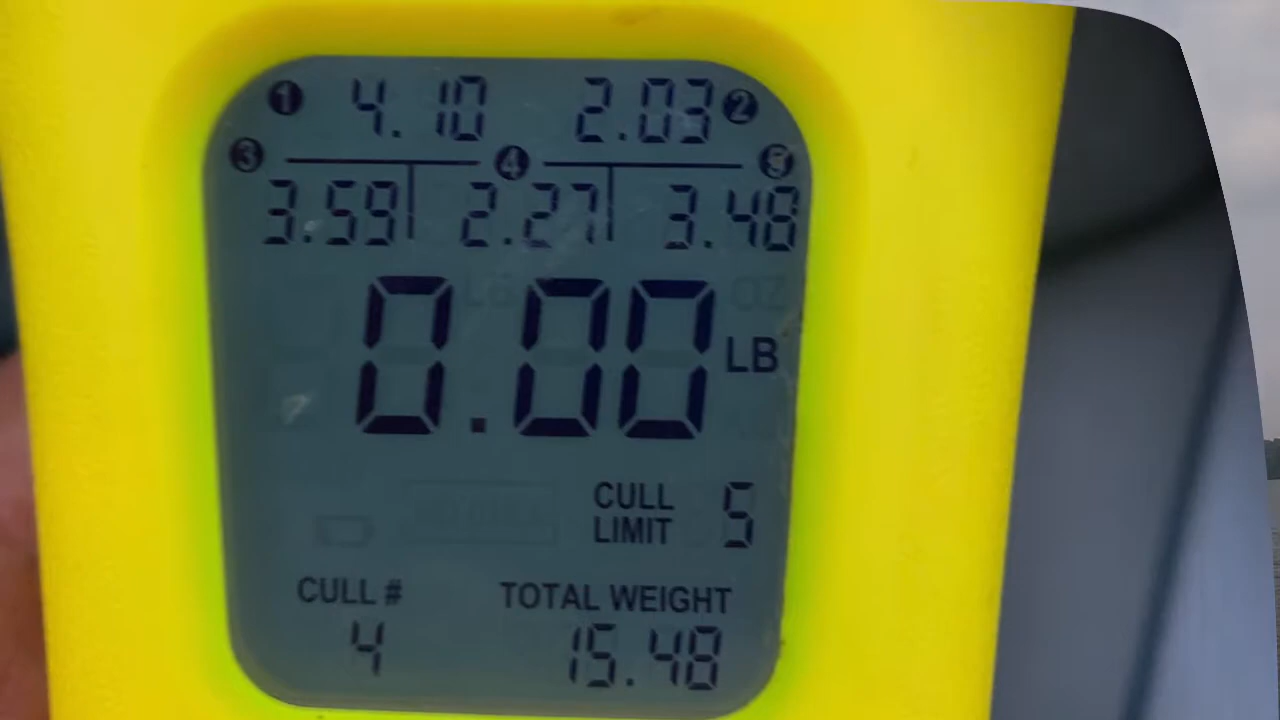 1 4.10 2.03 2
3 4 5
3.59 2.27 3.48
0.00 LB
CULL
LIMIT 5
CULL # TOTAL WEIGHT
4 15.48